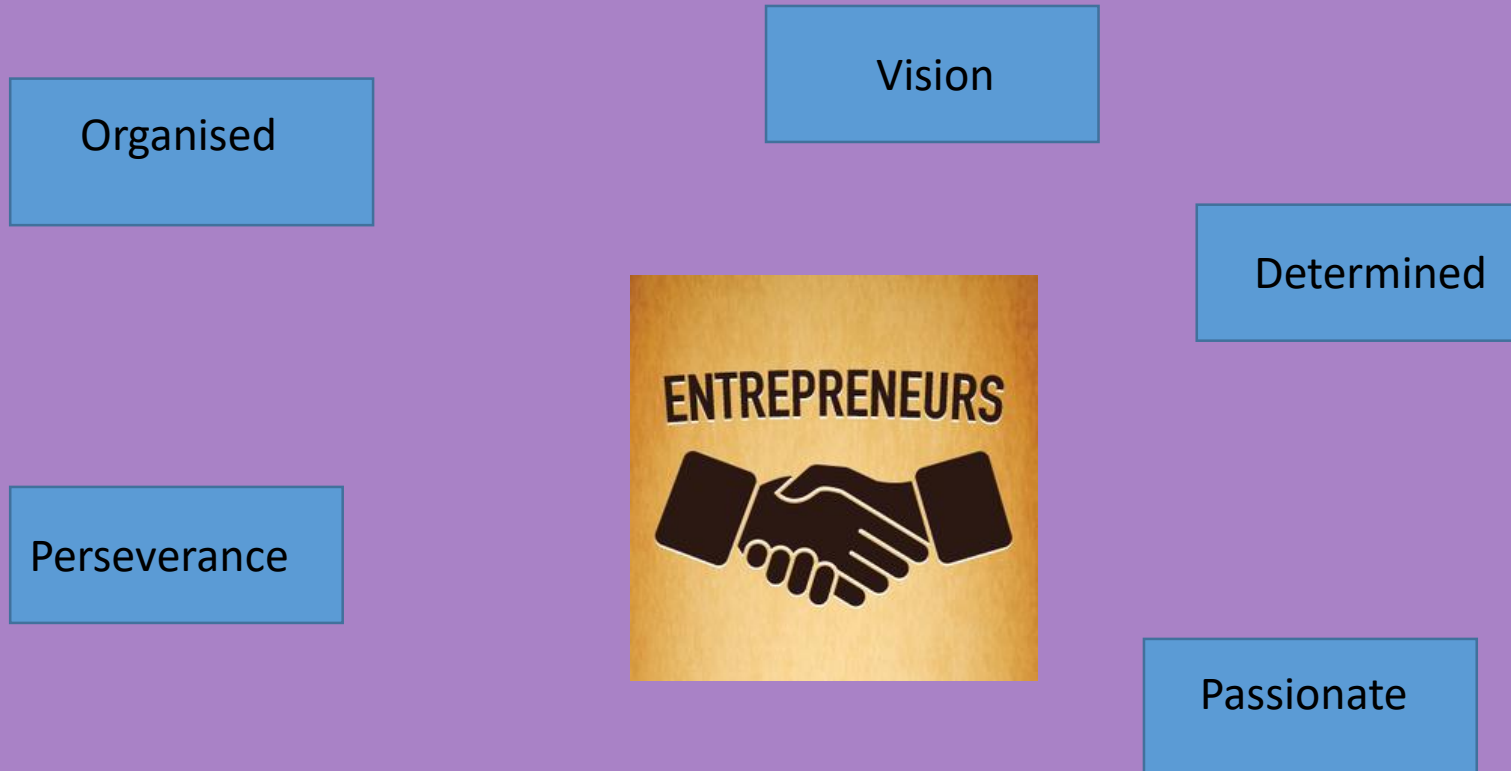 Vision
Organised
Determined
ENTREPRENEURS
Perseverance
Passionate